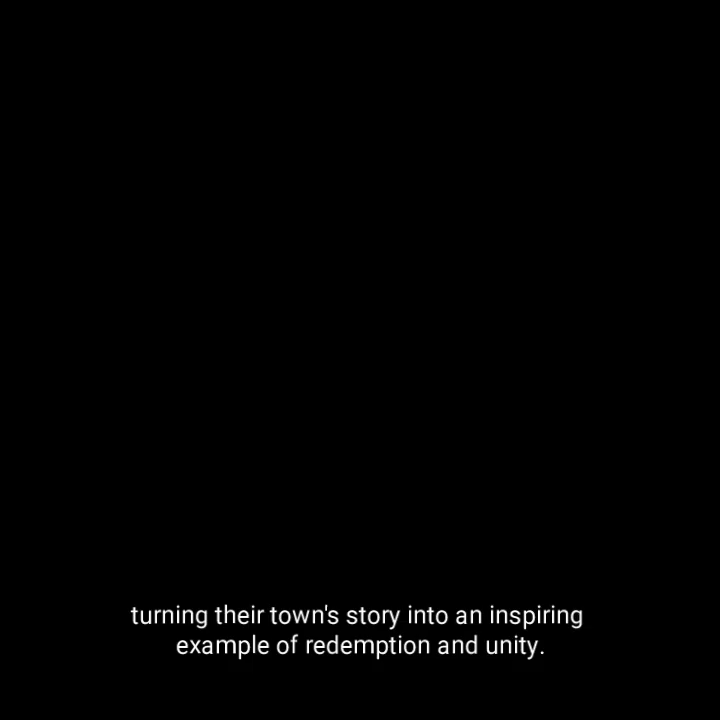 turning their town's story into an inspiring
example of redemption and unity.